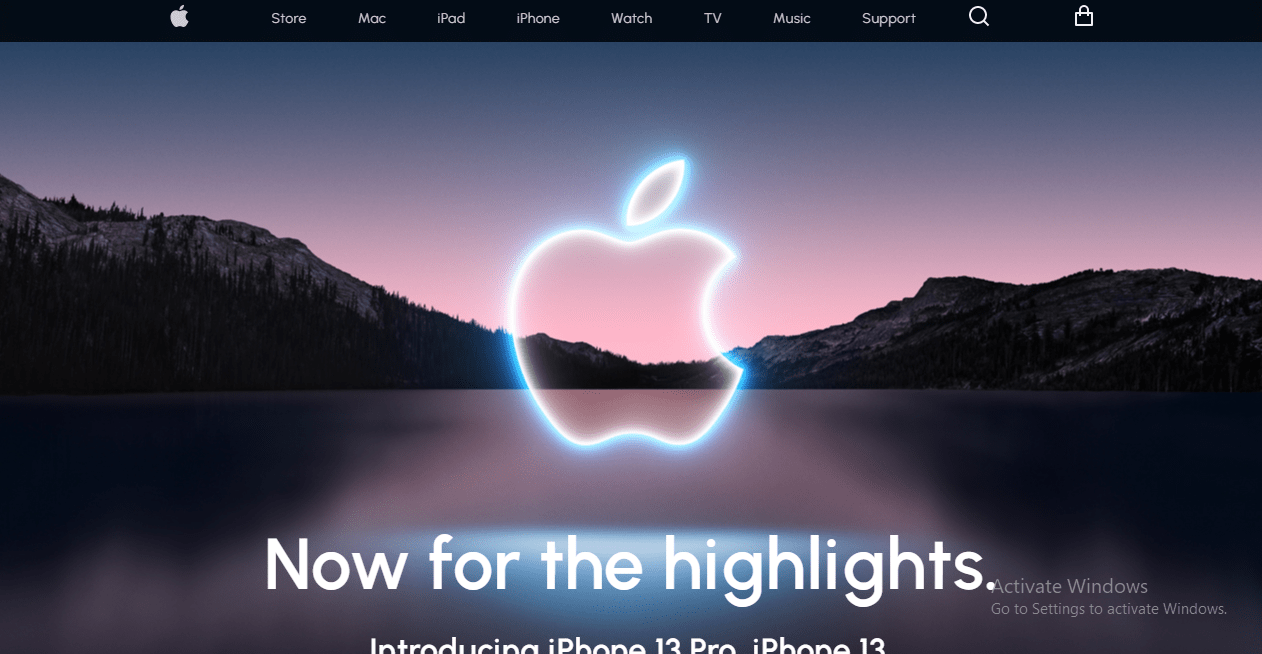 Store Mac iPad iPhone Watch TV Music Support
Now for the highlights.
Activate Windows
Go to Settings to activate Windows.
Introducing iPhone 13 Pro, iPhone 13